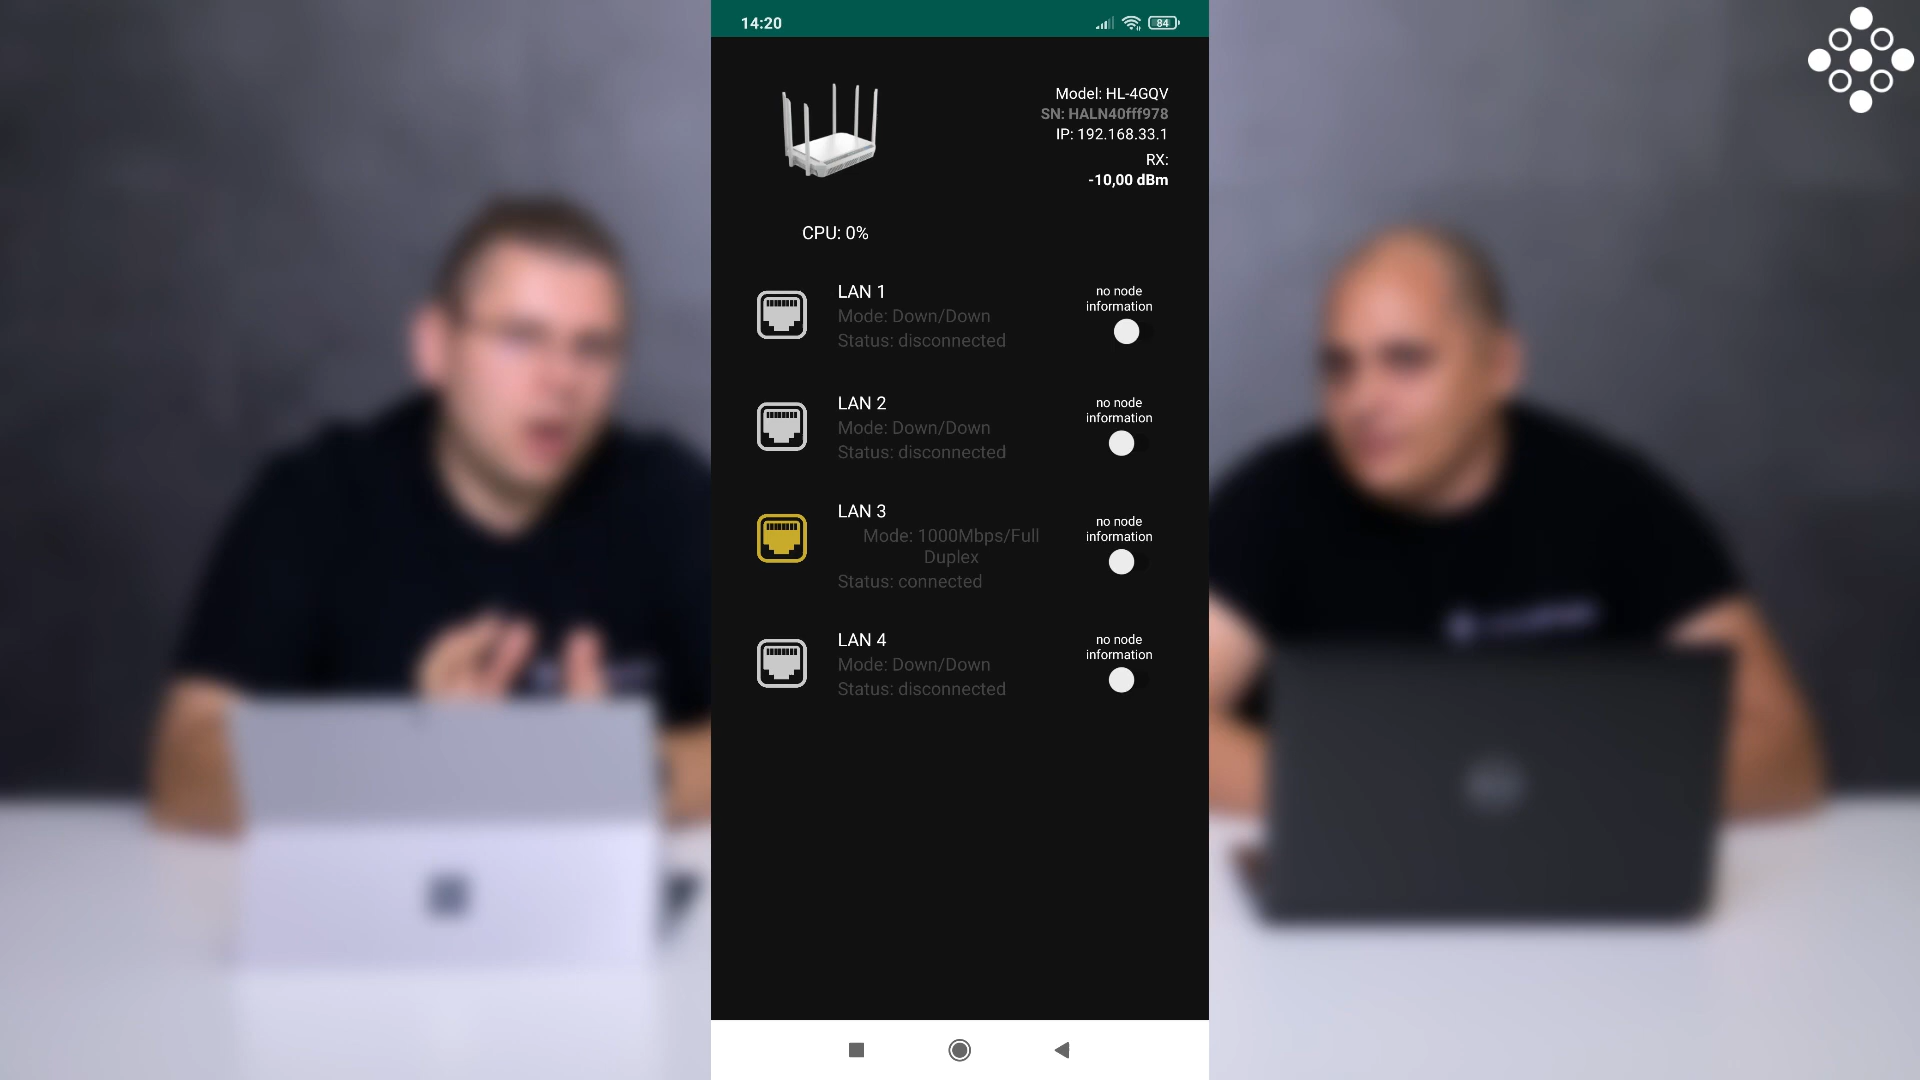 14:20
84
Model: HL-4GQV
SN: HALN40fff978
IP: 192.168.33.1
RX:
-10,00 dBm
CPU: 0%
LAN 1
Mode: Down/Down
Status: disconnected
no node
information
LAN 2
Mode: Down/Down
Status: disconnected
no node
information
LAN 3
Mode: 1000Mbps/Full
Duplex
Status: connected
no node
information
LAN 4
Mode: Down/Down
Status: disconnected
no node
information